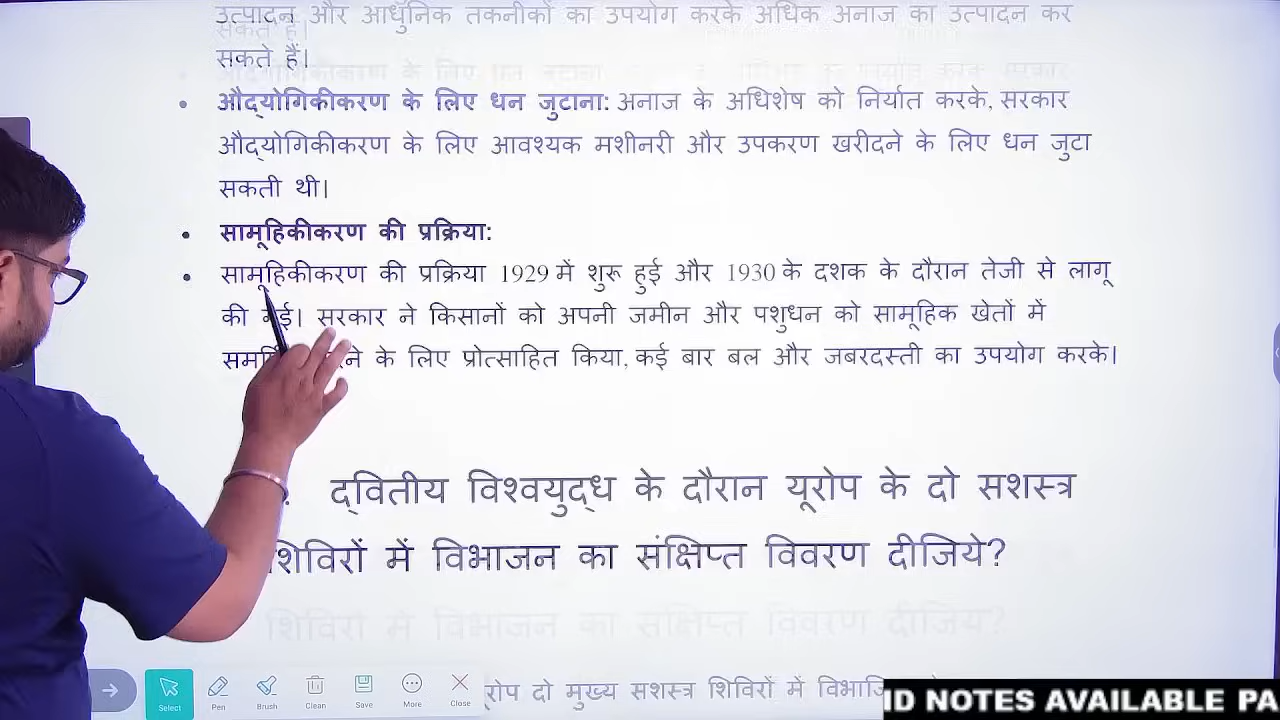 उत्पादन और आधुनिक तकनीकों का उपयोग करके अधिक अनाज का उत्पादन कर
सकते हैं।
• औद्योगिकीकरण के लिए धन जुटाना: अनाज के अधिशेष को निर्यात करके, सरकार
औद्योगिकीकरण के लिए आवश्यक मशीनरी और उपकरण खरीदने के लिए धन जुटा
सकती थी।
• सामूहिकीकरण की प्रक्रिया:
• सामूहिकीकरण की प्रक्रिया 1929 में शुरू हुई और 1930 के दशक के दौरान तेजी से लागू
की गई। सरकार ने किसानों को अपनी जमीन और पशुधन को सामूहिक खेतों में
के लिए प्रोत्साहित किया, कई बार बल और जबरदस्ती का उपयोग करके।
द्वितीय विश्वयुद्ध के दौरान यूरोप के दो सशस्त्र
शिविरों में विभाजन का संक्षिप्त विवरण दीजिये?
दो मुख्य सशस्त्र शिविरों में
Select Pen Brush Clean Save More Close
ID NOTES AVAILABLE PA